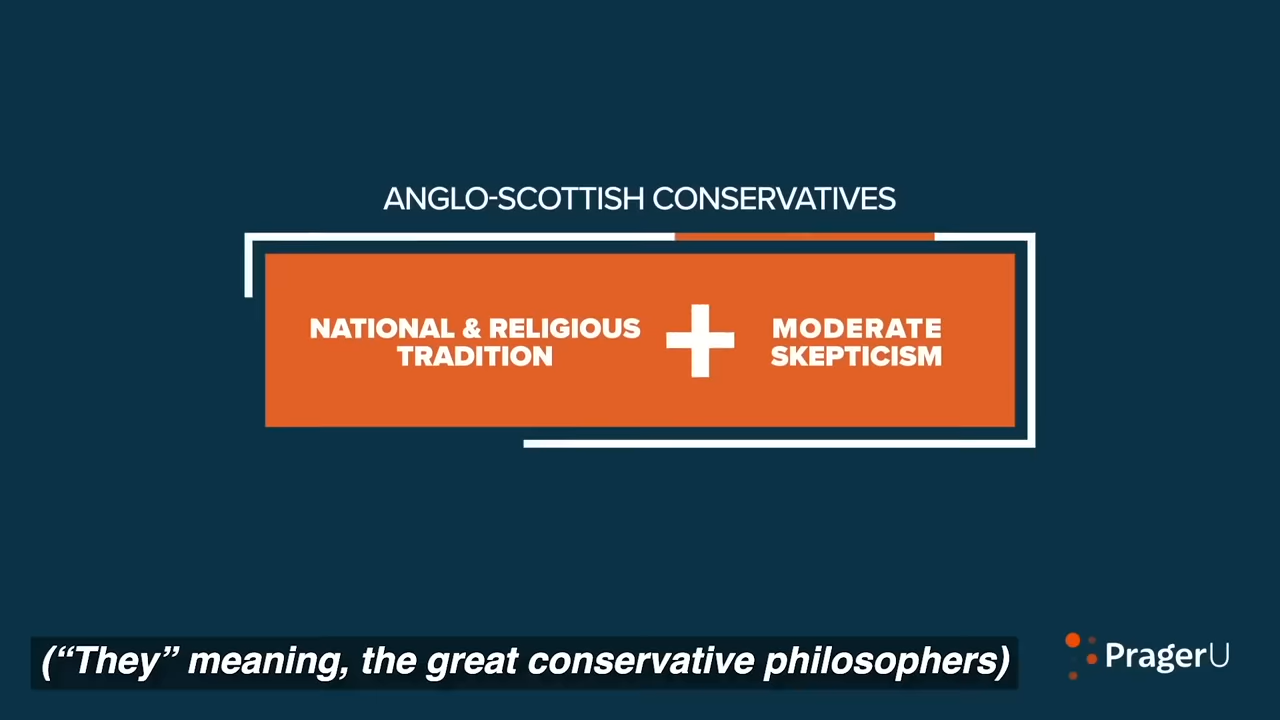 ANGLO-SCOTTISH CONSERVATIVES
NATIONAL & RELIGIOUS
TRADITION
MODERATE
SKEPTICISM
(“They” meaning, the great conservative philosophers)
PragerU